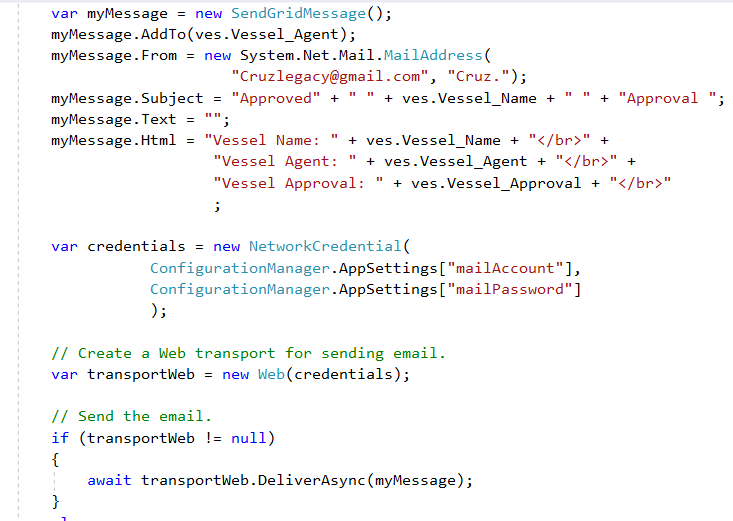 var myMessage = new SendGridMessage();
myMessage.AddTo(ves.Vessel_Agent);
myMessage.From = new System.Net.Mail.MailAddress(
"Cruzlegacy@gmail.com", "Cruz.");
myMessage.Subject = "Approved" + " " + ves.Vessel_Name + " " + "Approval ";
myMessage.Text = "";
myMessage.Html = "Vessel Name: " + ves.Vessel_Name + "</br>" +
"Vessel Agent: " + ves.Vessel_Agent + "</br>" +
"Vessel Approval: " + ves.Vessel_Approval + "</br>"
;
var credentials = new NetworkCredential(
ConfigurationManager.AppSettings["mailAccount"],
ConfigurationManager.AppSettings["mailPassword"]
);
// Create a Web transport for sending email.
var transportWeb = new Web(credentials);
// Send the email.
if (transportWeb != null)
{
await transportWeb.DeliverAsync(myMessage);
}